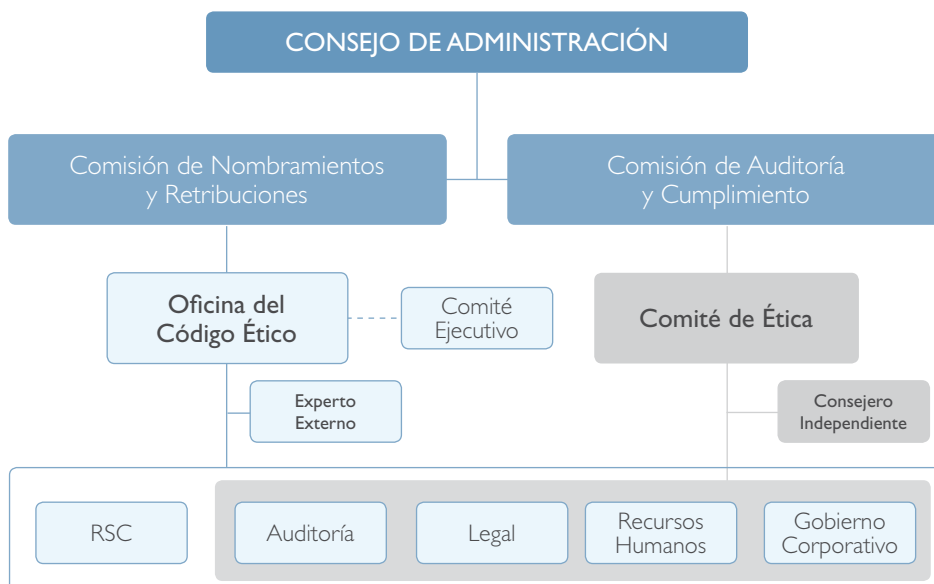 CONSEJO DE ADMINISTRACIÓN
Comisión de Nombramientos
y Retribuciones
Comisión de Auditoría
y Cumplimiento
Oficina del
Código Ético
Comité
Ejecutivo
Comité de Ética
Experto
Externo
Consejero
Independiente
RSC
Auditoría
Legal
Recursos
Humanos
Gobierno
Corporativo